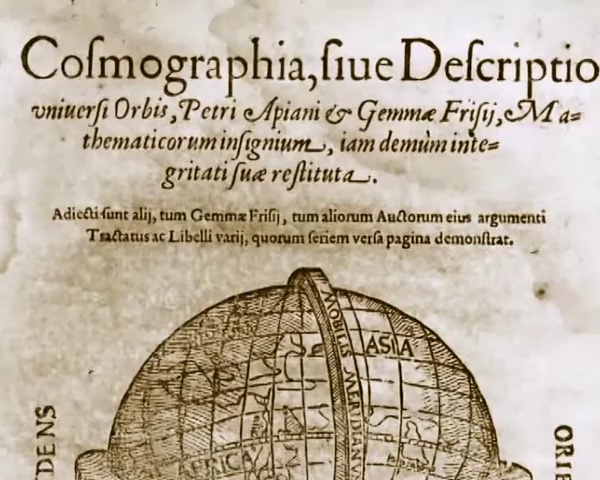 Coſmographia, ſiue Deſcriptio
vniuerſi Orbis, Petri Apiani & Gemmæ Friſij, Ma=
thematicorum inſignium, iam demùm inte=
gritati ſuæ reſtituta.
Adiecti ſunt alij, tum Gemmæ Friſij, tum aliorum Auctorum eius argumenti
Tractatus ac Libelli varij, quorum ſeriem verſa pagina demonſtrat.
MOBILIS MERIDIANVS
ASIA
AFRICA